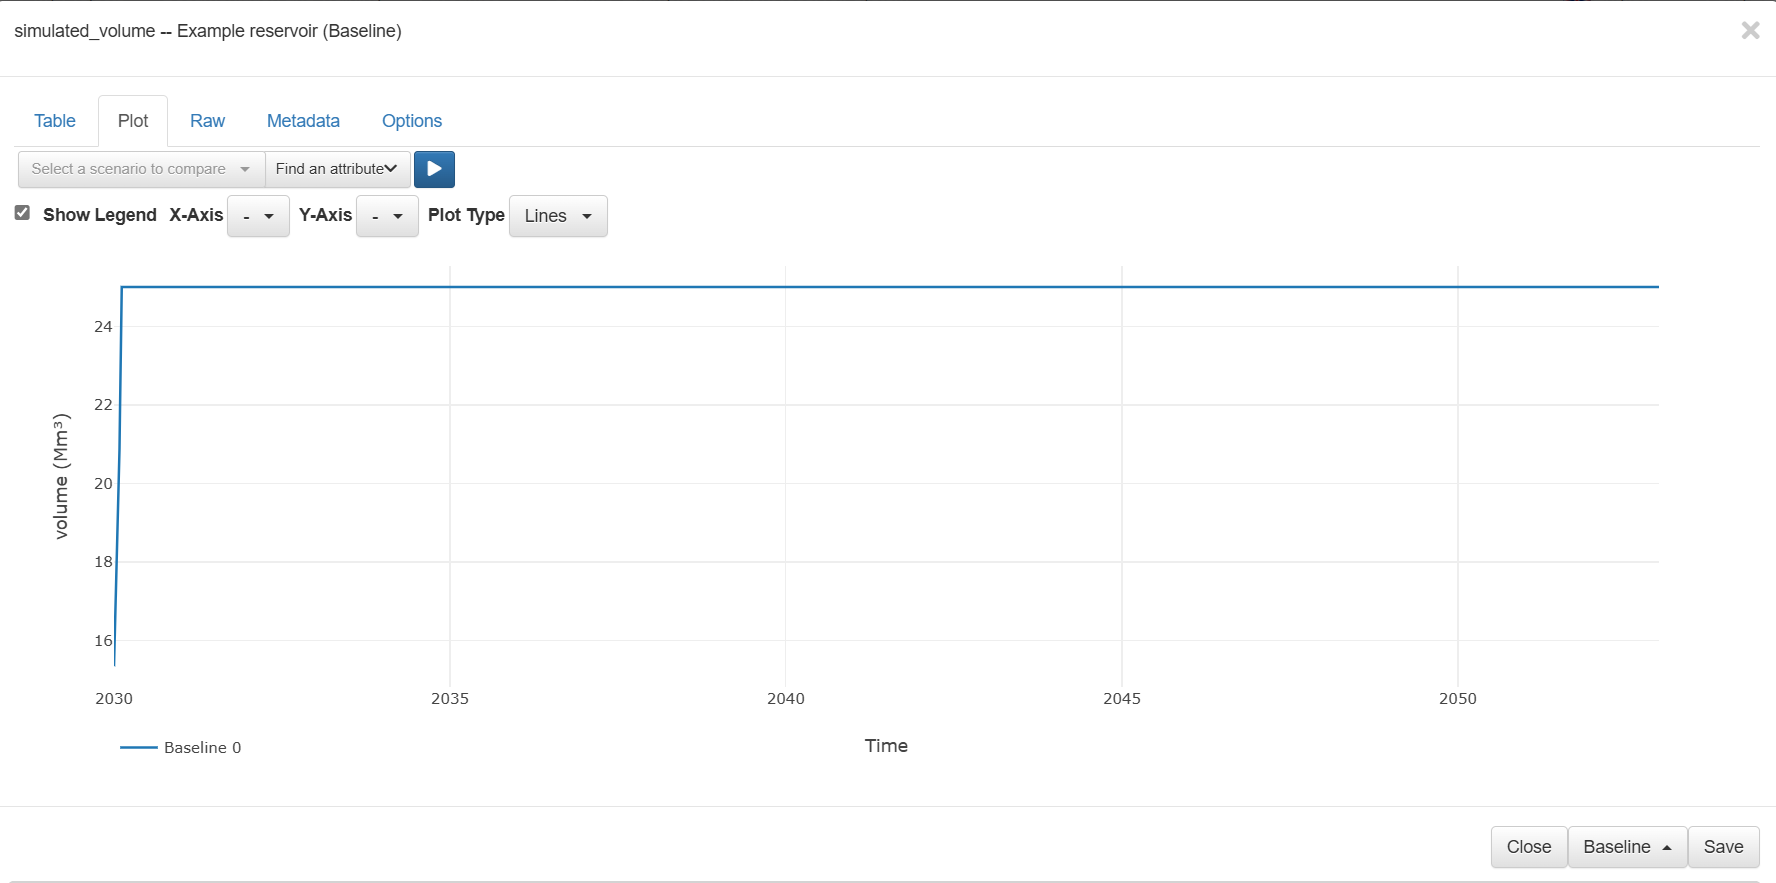 simulated_volume -- Example reservoir (Baseline)
Table Plot Raw Metadata Options
Select a scenario to compare Find an attribute
Show Legend X-Axis - Y-Axis - Plot Type Lines
24
22
20
18
16
volume (Mm³)
2030 2035 2040 2045 2050
Time
Baseline 0
Close Baseline Save